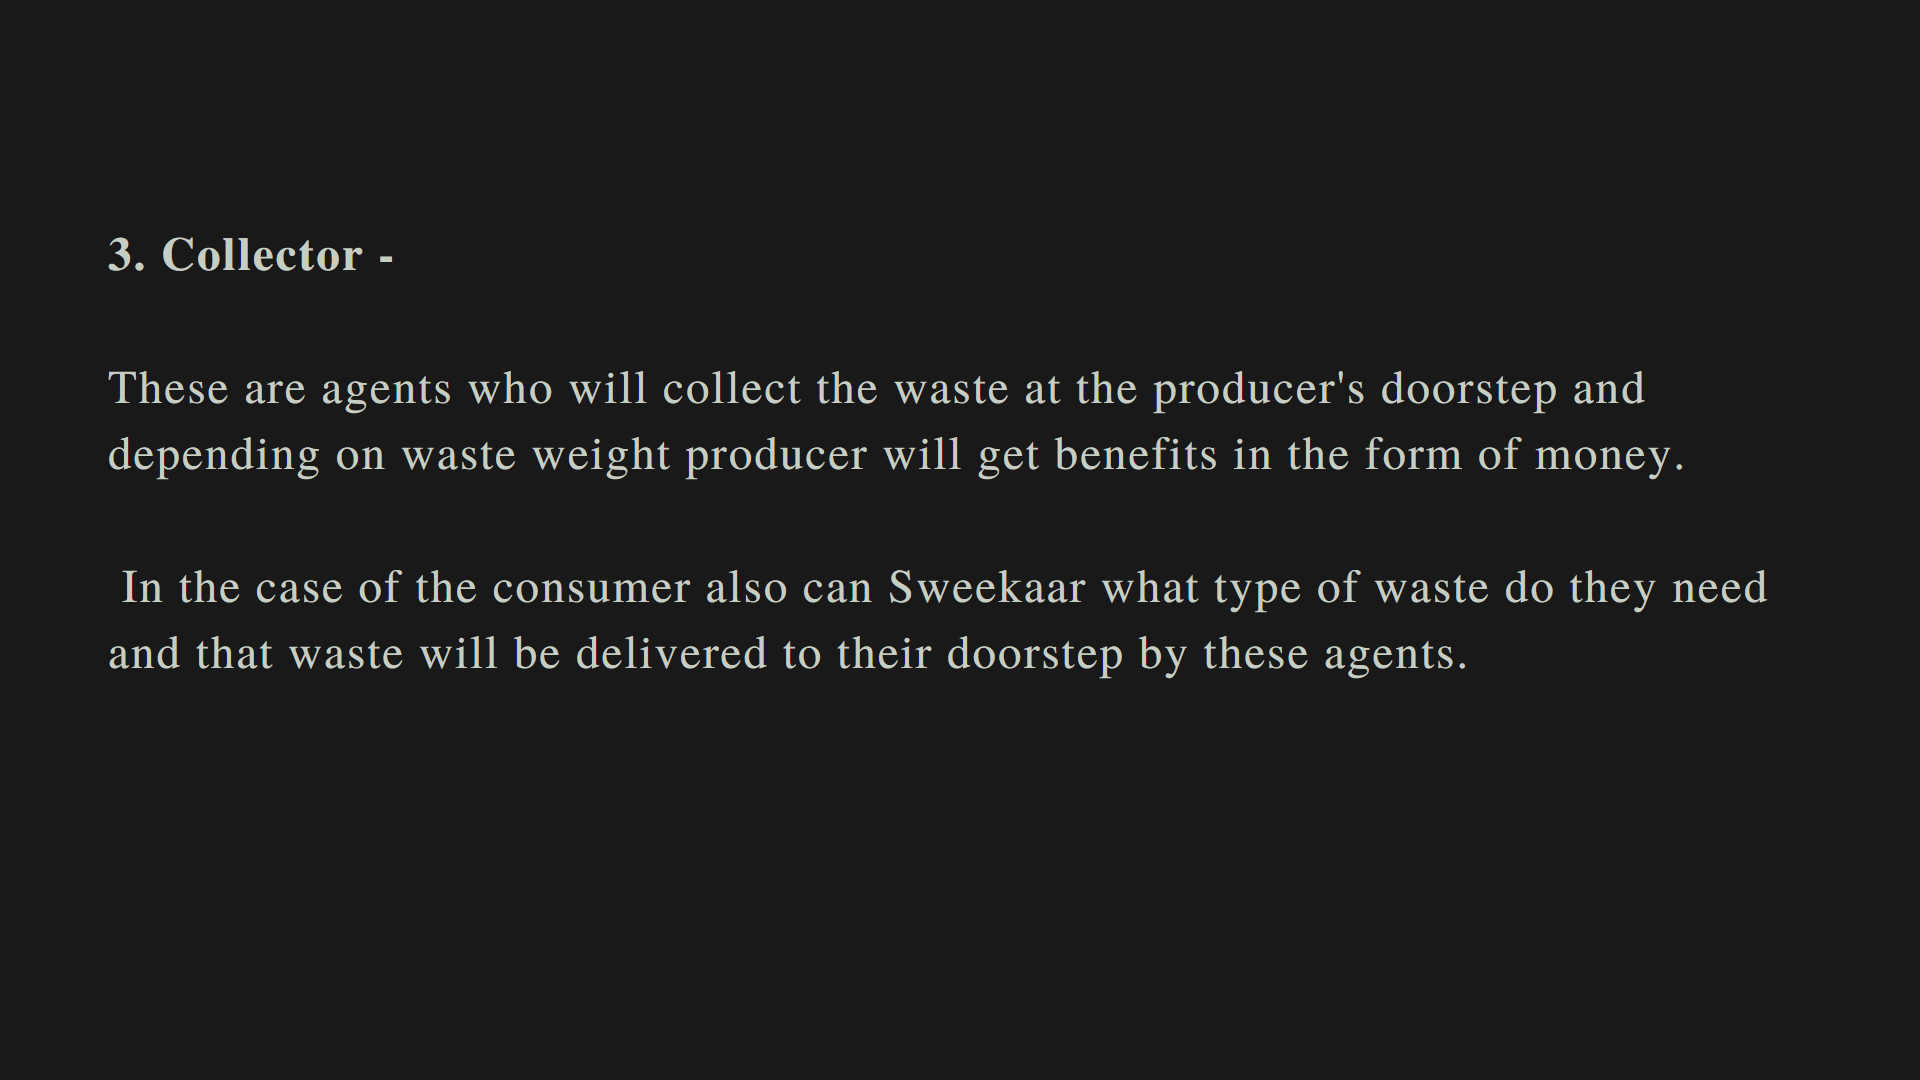 3. Collector -
These are agents who will collect the waste at the producer's doorstep and
depending on waste weight producer will get benefits in the form of money.
In the case of the consumer also can Sweekaar what type of waste do they need
and that waste will be delivered to their doorstep by these agents.